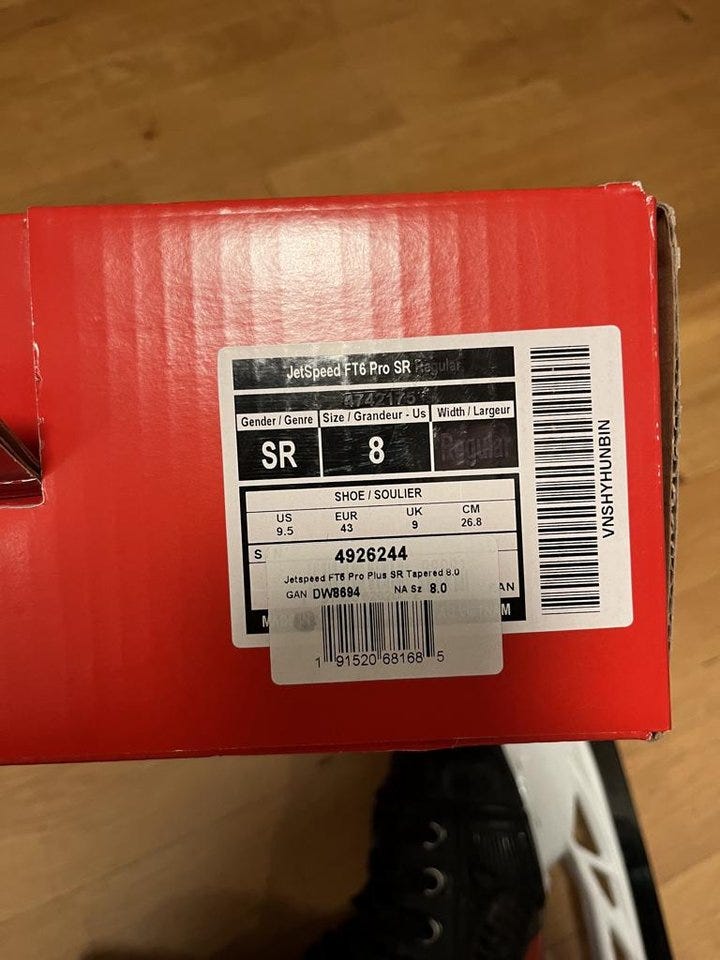 JetSpeed FT6 Pro SR Regular
4742175
Gender / Genre
Size / Grandeur - Us
Width / Largeur
SR
8
Regular
SHOE / SOULIER
US EUR UK CM
9.5 43 9 26.8
4926244
Jetspeed FT6 Pro Plus SR Tapered 8.0
GAN DW8694 NA Sz 8.0
1 91520 68168 5
VNSHYHUNBIN